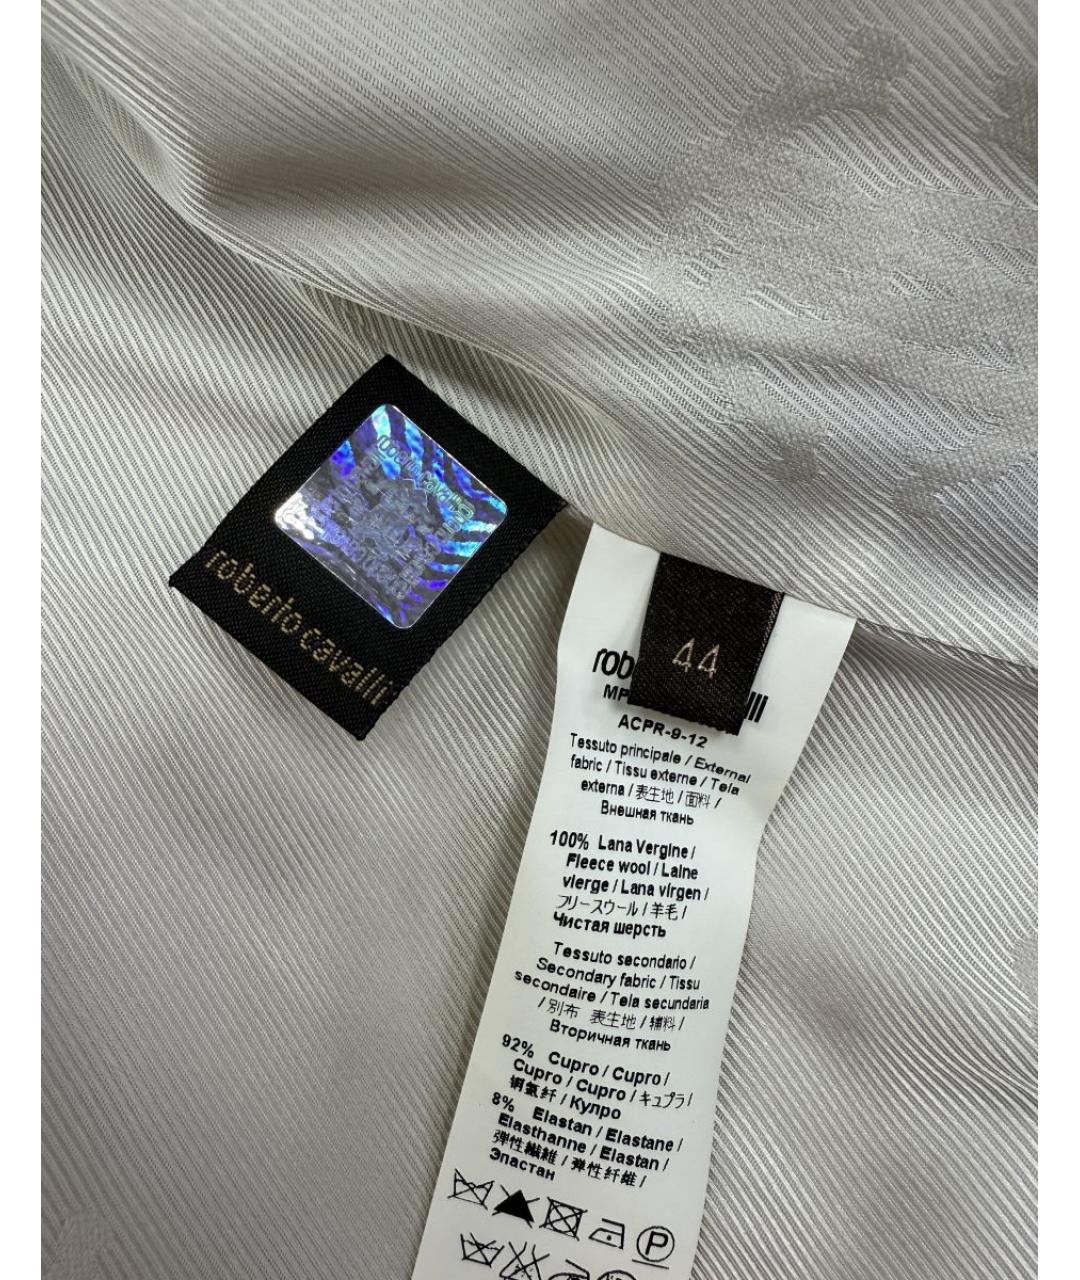 roberto cavalli
44
ACPR-9-12
Tessuto principale / External
fabric / Tissu externe / Tela
externa / 表生地 / 面料 /
Внешная ткань
100% Lana Vergine /
Fleece wool / Laine
vierge / Lana virgen /
フリースウール / 羊毛 /
Чистая шерсть
Tessuto secondario /
Secondary fabric / Tissu
secondaire / Tela secundaria
/ 別布 表生地 / 辅料 /
Вторичная ткань
92% Cupro / Cupro /
Cupro / Cupro / キュプラ /
铜氨纤 / Купро
8% Elastan / Elastane /
Elasthanne / Elastan /
弾性繊維 / 弹性纤维 /
Эластан
P